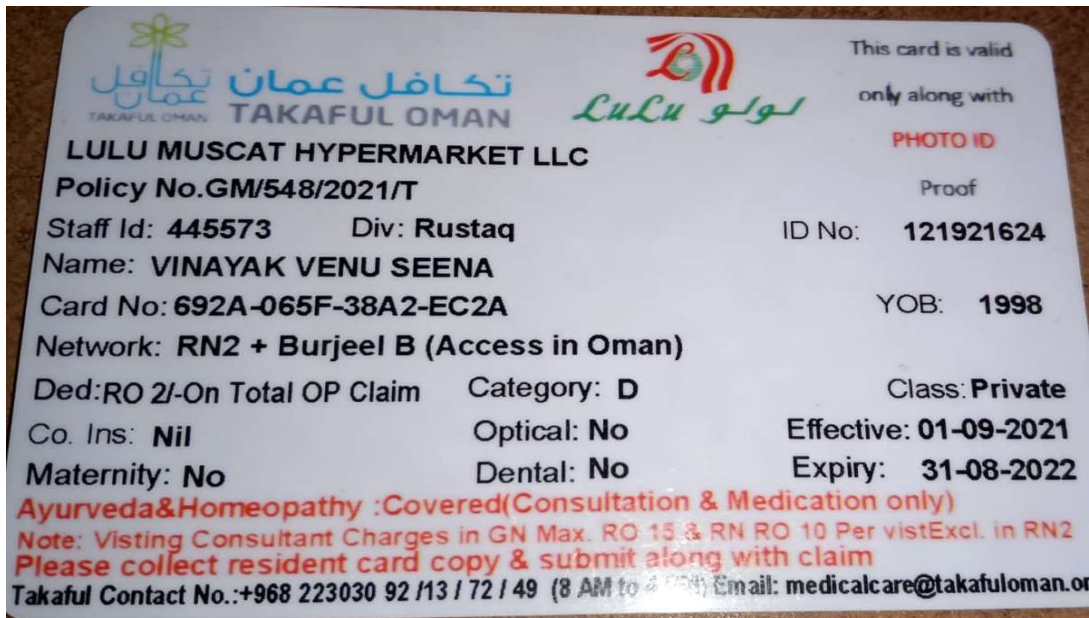 تكافل عمان
TAKAFUL OMAN
تكافل عمان
TAKAFUL OMAN
LuLu لولو
This card is valid
only along with
PHOTO ID
Proof
LULU MUSCAT HYPERMARKET LLC
Policy No.GM/548/2021/T
Staff Id: 445573 Div: Rustaq ID No: 121921624
Name: VINAYAK VENU SEENA
Card No: 692A-065F-38A2-EC2A YOB: 1998
Network: RN2 + Burjeel B (Access in Oman)
Ded:RO 2/-On Total OP Claim Category: D Class: Private
Co. Ins: Nil Optical: No Effective: 01-09-2021
Maternity: No Dental: No Expiry: 31-08-2022
Ayurveda&Homeopathy :Covered(Consultation & Medication only)
Note: Visting Consultant Charges in GN Max. RO 15 & RN RO 10 Per vistExcl. in RN2
Please collect resident card copy & submit along with claim
Takaful Contact No.:+968 223030 92 /13 / 72 / 49 (8 AM to Email: medicalcare@takafuloman.o